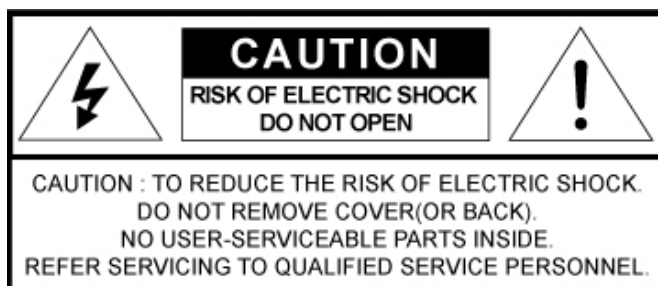 CAUTION
RISK OF ELECTRIC SHOCK
DO NOT OPEN
!
CAUTION : TO REDUCE THE RISK OF ELECTRIC SHOCK.
DO NOT REMOVE COVER(OR BACK).
NO USER-SERVICEABLE PARTS INSIDE.
REFER SERVICING TO QUALIFIED SERVICE PERSONNEL.